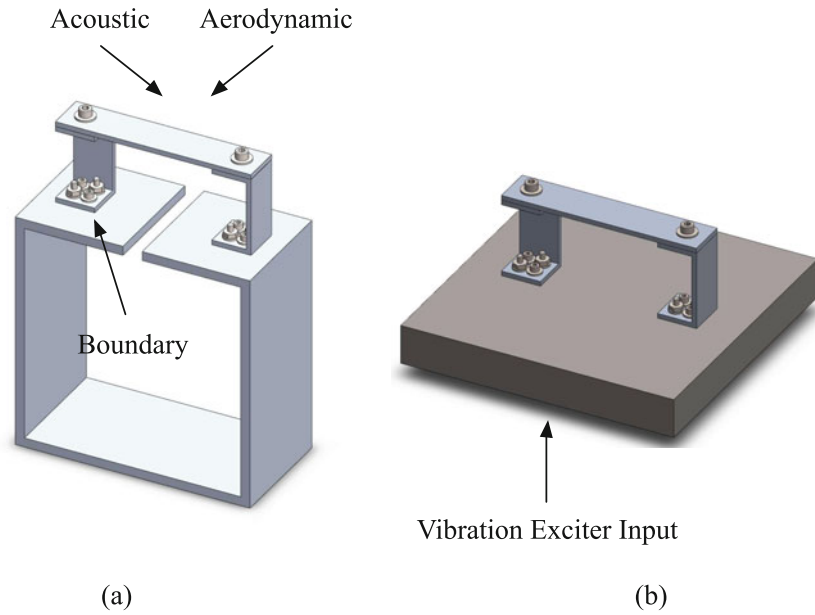 Acoustic
Aerodynamic
Boundary
Vibration Exciter Input
(a)
(b)